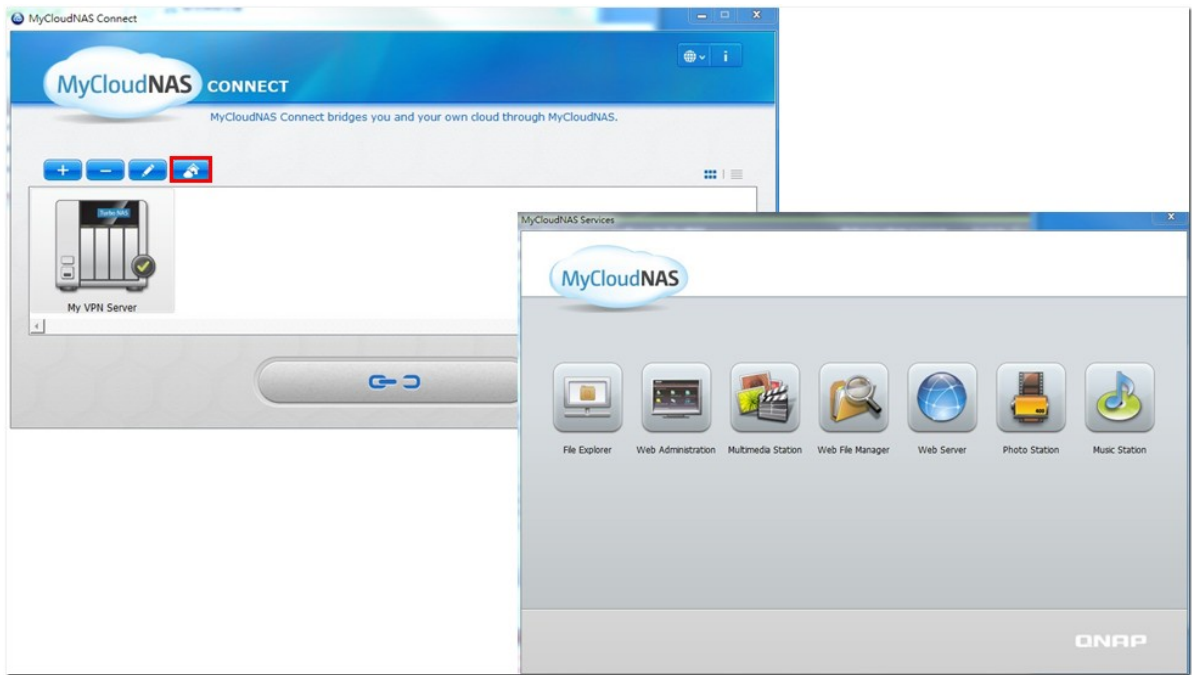 MyCloudNAS Connect
MyCloudNAS CONNECT
MyCloudNAS Connect bridges you and your own cloud through MyCloudNAS.
Turbo NAS
My VPN Server
MyCloudNAS Services
MyCloudNAS
File Explorer
Web Administration
Multimedia Station
Web File Manager
Web Server
Photo Station
Music Station
QNAP